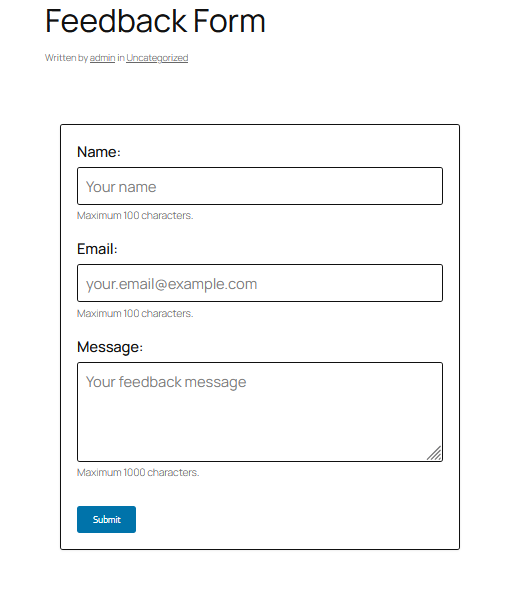 Feedback Form
Written by admin in Uncategorized
Name:
Your name
Maximum 100 characters.
Email:
your.email@example.com
Maximum 100 characters.
Message:
Your feedback message
Maximum 1000 characters.
Submit